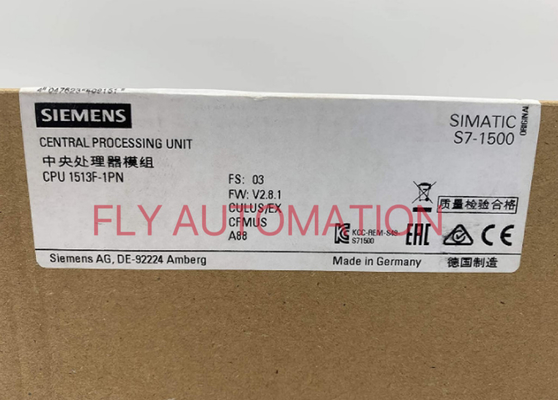 SIEMENS
SIMATIC
S7-1500
CENTRAL PROCESSING UNIT
中央处理器模组
CPU 1513F-1PN
FS: 03
FW: V2.8.1
CULUS/EX
CFMUS
A88
质量检验合格
FLY AUTOMATION
KCC-REM-S49
S71500
EAC
CE
Siemens AG, DE-92224 Amberg
Made in Germany
德国制造